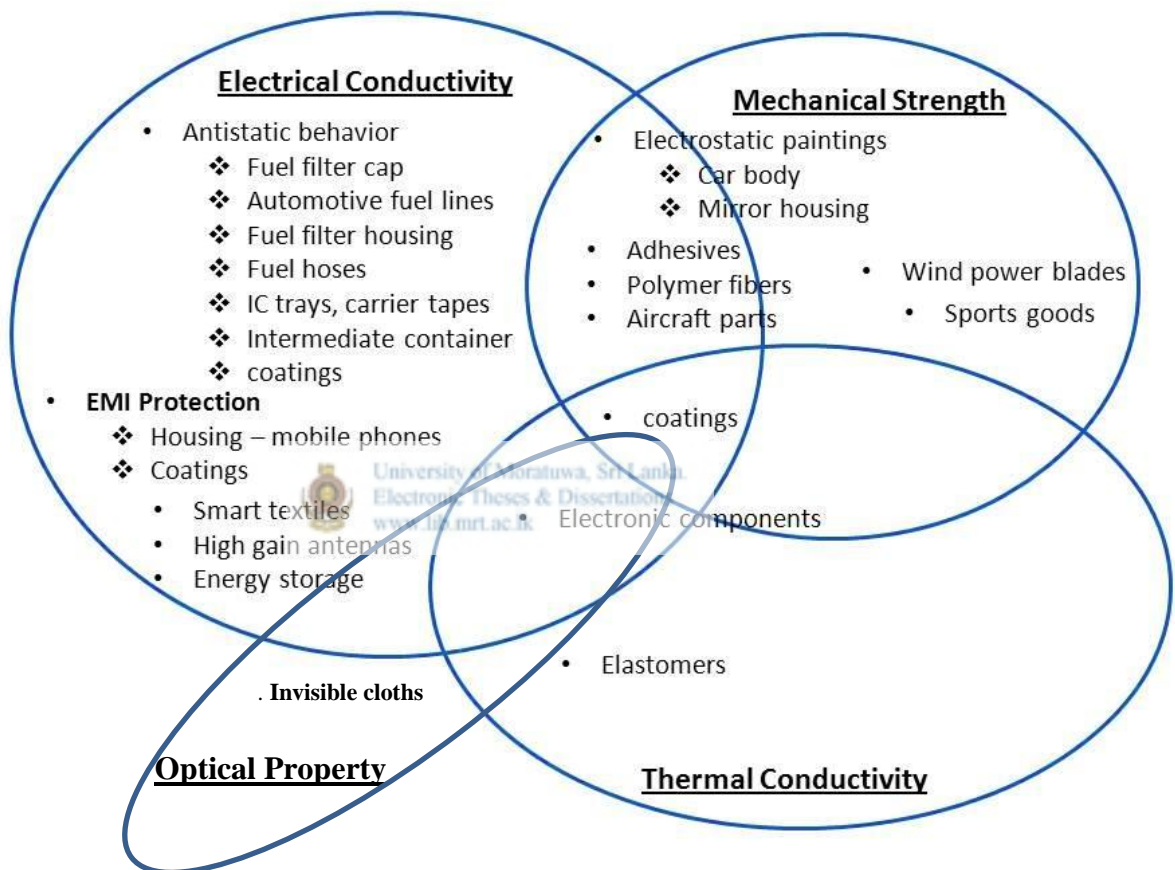 Electrical Conductivity
• Antistatic behavior
❖ Fuel filter cap
❖ Automotive fuel lines
❖ Fuel filter housing
❖ Fuel hoses
❖ IC trays, carrier tapes
❖ Intermediate container
❖ coatings
• EMI Protection
❖ Housing – mobile phones
❖ Coatings
• Smart textiles
• High gain antennas
• Energy storage
Mechanical Strength
• Electrostatic paintings
❖ Car body
❖ Mirror housing
• Adhesives
• Polymer fibers
• Aircraft parts
• Wind power blades
• Sports goods
• coatings
University of Moratuwa, Sri Lanka.
Electronic Theses & Dissertations
www.lib.mrt.ac.lk
• Electronic components
• Elastomers
. Invisible cloths
Optical Property
Thermal Conductivity